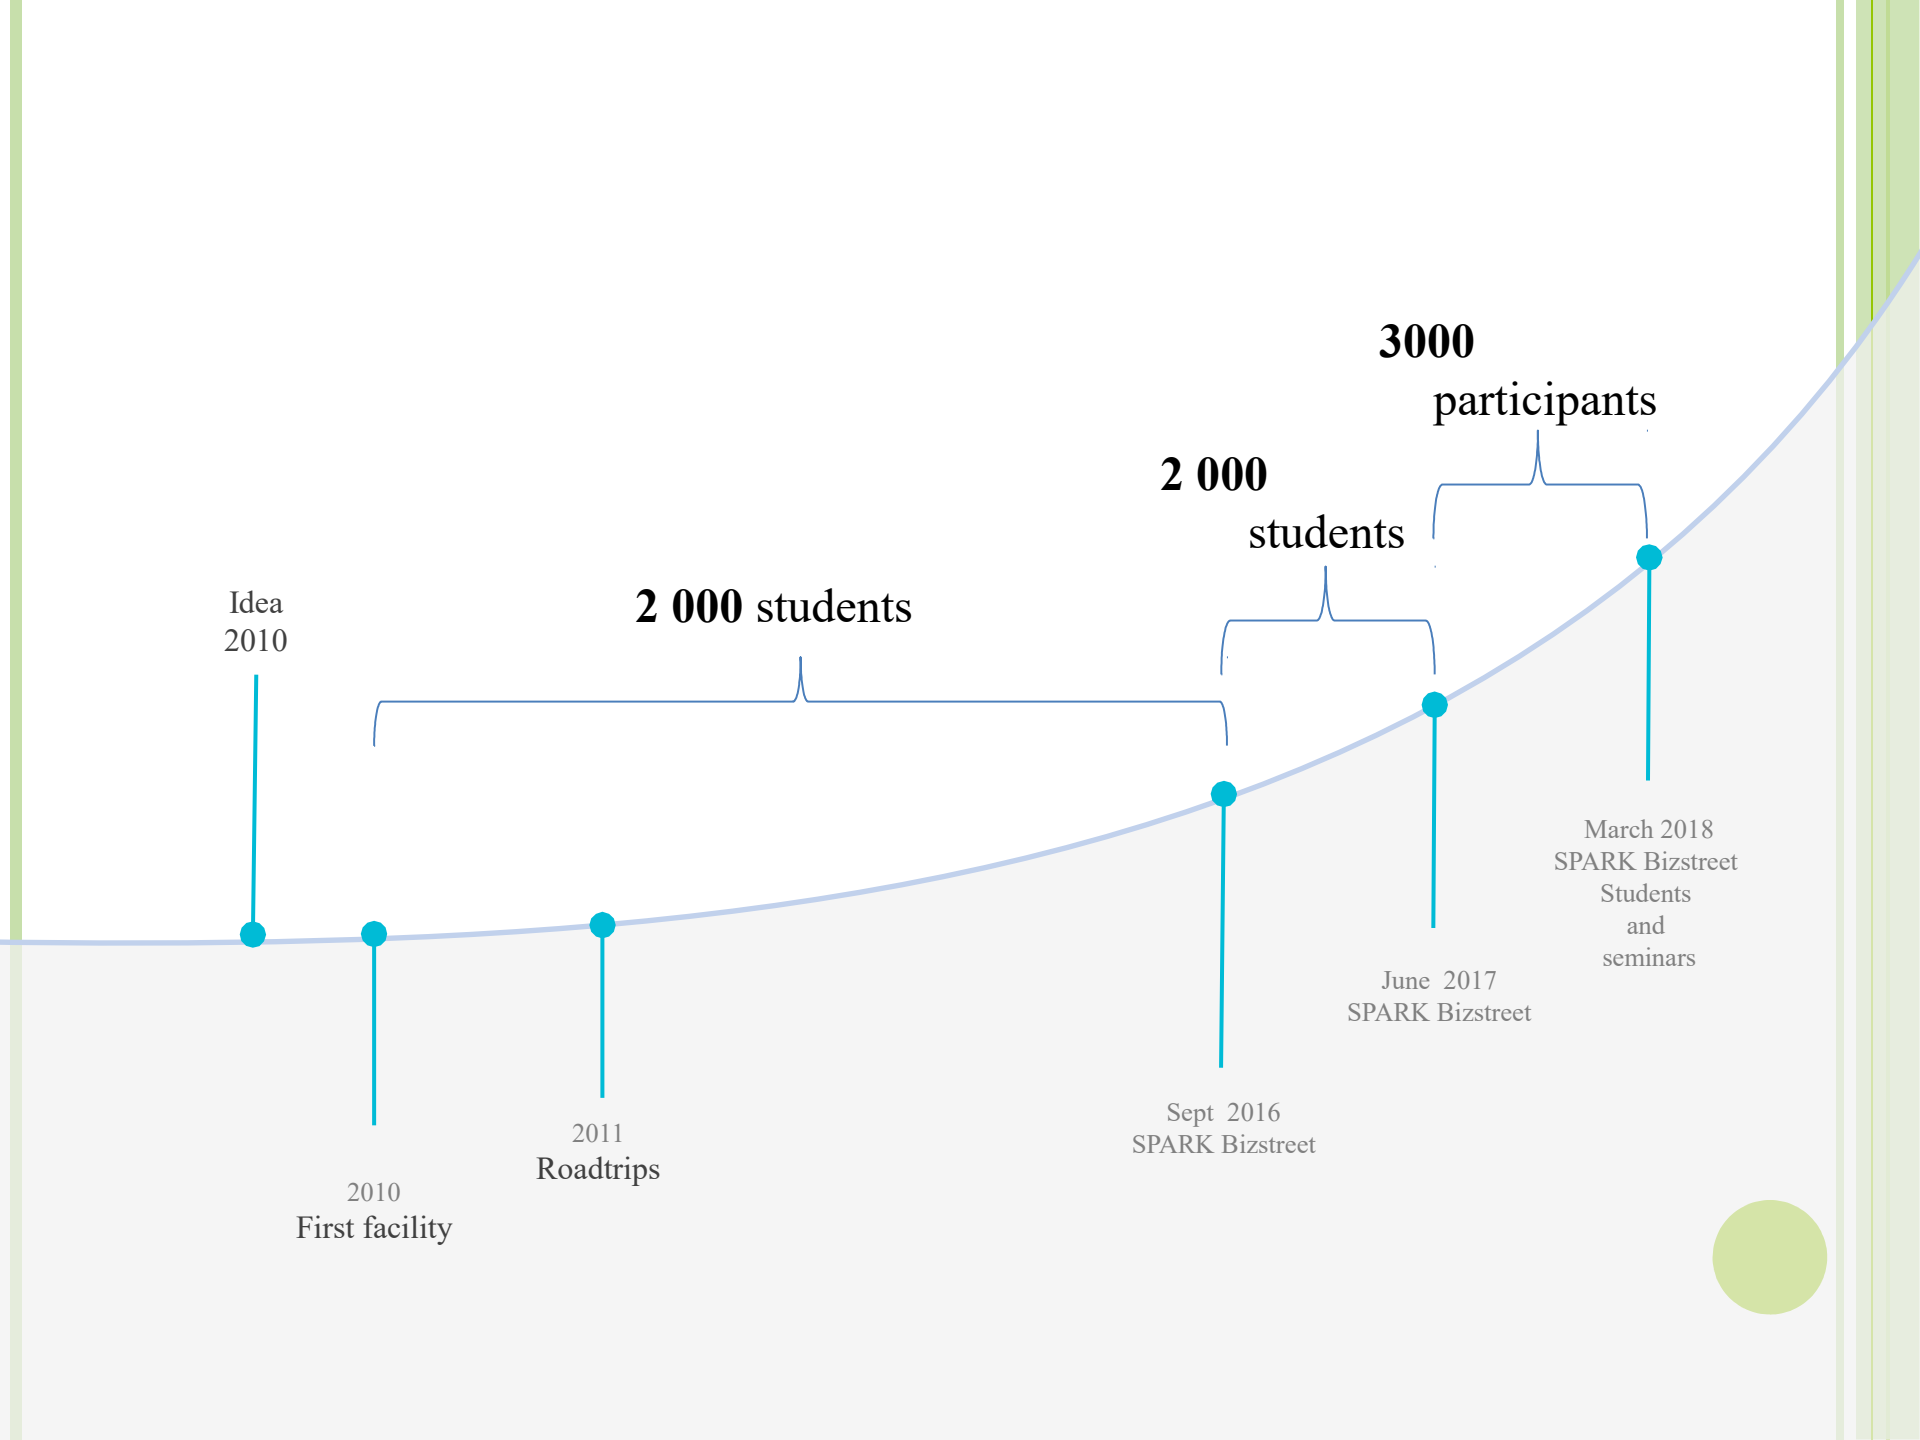 3000
participants
2 000
students
Idea
2010
2 000 students
March 2018
SPARK Bizstreet
Students
and
seminars
June  2017
SPARK Bizstreet
Sept  2016
SPARK Bizstreet
2011
Roadtrips
2010
First facility